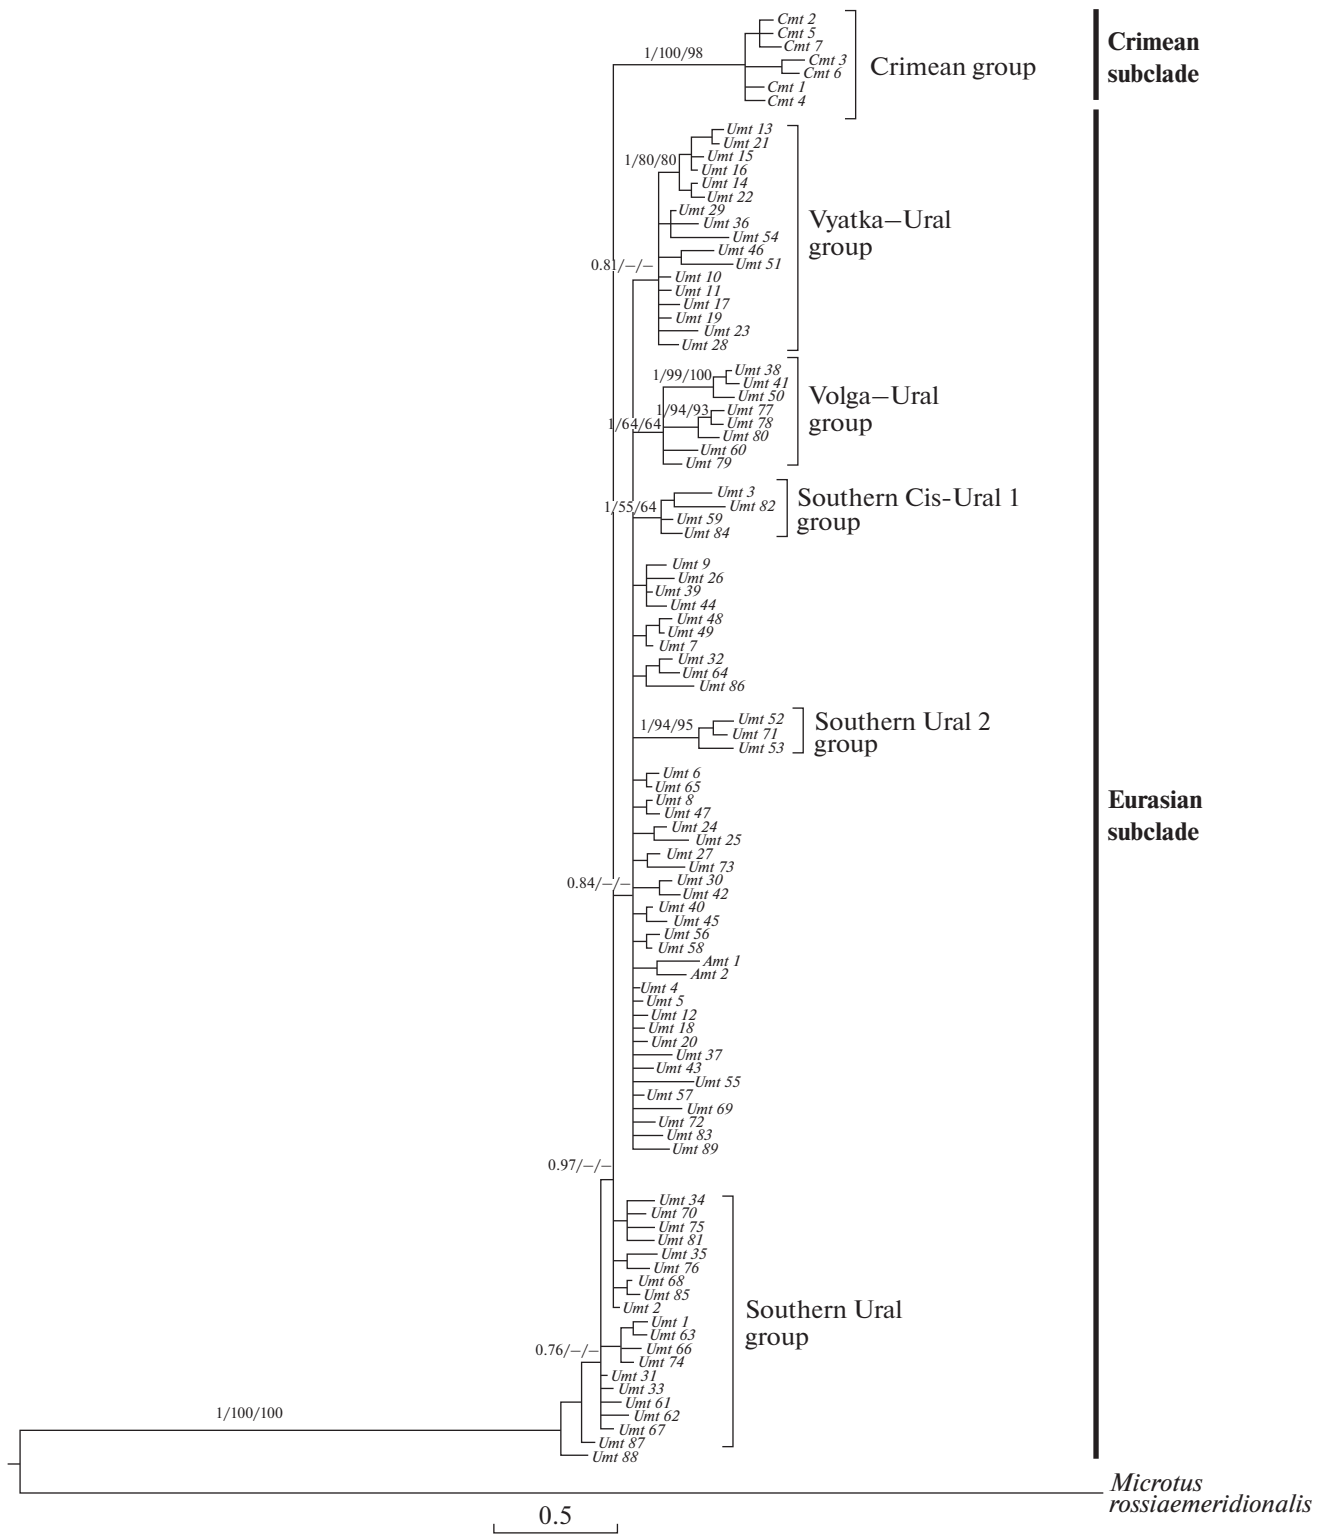 Cmt 2
Cmt 5
1/100/98
Cmt 7
Cmt 3
Cmt 6
Cmt 1
Cmt 4
Crimean group
Crimean
subclade
Umt 13
Umt 21
1/80/80
Umt 15
Umt 16
Umt 14
Umt 22
Umt 29
Umt 36
Umt 54
Umt 46
0.81/–/–
Umt 51
Umt 10
Umt 11
Umt 17
Umt 19
Umt 23
Umt 28
Vyatka–Ural
group
1/99/100
Umt 38
Umt 41
Umt 50
1/94/93
Umt 77
1/64/64
Umt 78
Umt 80
Umt 60
Umt 79
Volga–Ural
group
Umt 3
1/55/64
Umt 82
Umt 59
Umt 84
Southern Cis-Ural 1
group
Umt 9
Umt 26
Umt 39
Umt 44
Umt 48
Umt 49
Umt 7
Umt 32
Umt 64
Umt 86
1/94/95
Umt 52
Umt 71
Umt 53
Southern Ural 2
group
Umt 6
Umt 65
Umt 8
Umt 47
Umt 24
Umt 25
Umt 27
Umt 73
0.84/–/–
Umt 30
Umt 42
Umt 40
Umt 45
Umt 56
Umt 58
Amt 1
Amt 2
Umt 4
Umt 5
Umt 12
Umt 18
Umt 20
Umt 37
Umt 43
Umt 55
Umt 57
Umt 69
Umt 72
Umt 83
Umt 89
Eurasian
subclade
0.97/–/–
Umt 34
Umt 70
Umt 75
Umt 81
Umt 35
Umt 76
Umt 68
Umt 85
Umt 2
Umt 1
Umt 63
0.76/–/–
Umt 66
Umt 74
Umt 31
Umt 33
Umt 61
Umt 62
Umt 67
Umt 87
Umt 88
Southern Ural
group
1/100/100
Microtus
rossiaemeridionalis
0.5